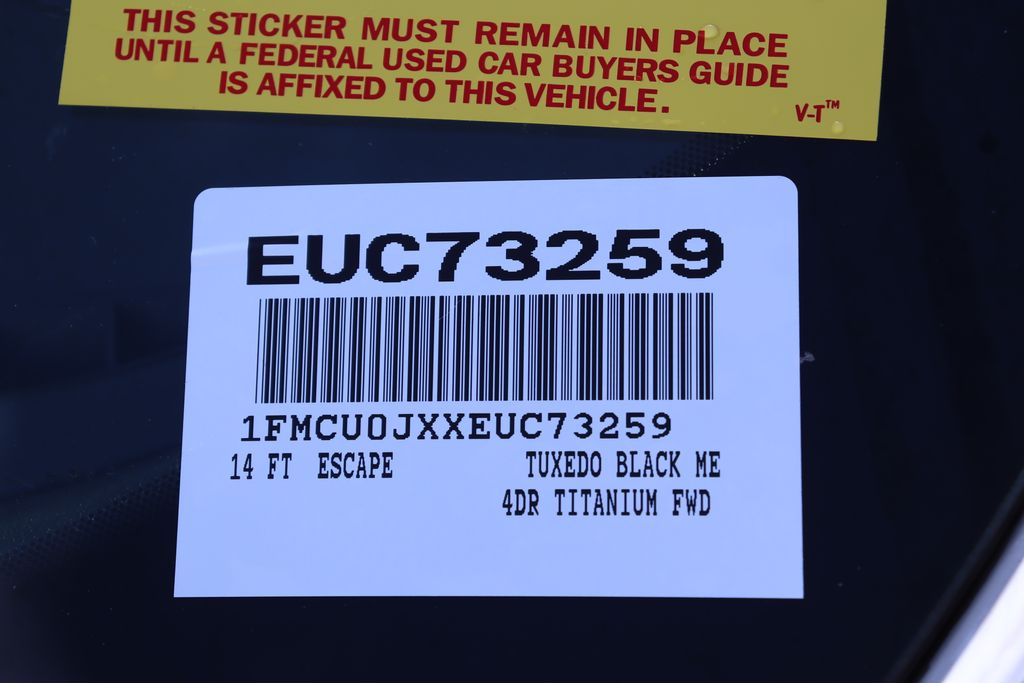 THIS STICKER MUST REMAIN IN PLACE
UNTIL A FEDERAL USED CAR BUYERS GUIDE
IS AFFIXED TO THIS VEHICLE.
V-T™
EUC73259
1FMCU0JXXEUC73259
14 FT ESCAPE TUXEDO BLACK ME
4DR TITANIUM FWD